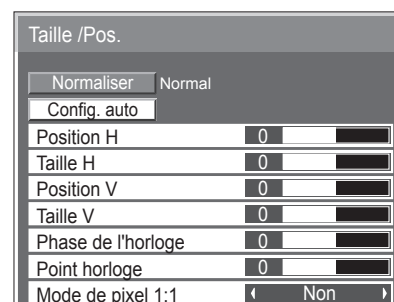 Taille /Pos.
Normaliser Normal
Config. auto
Position H 0
Taille H 0
Position V 0
Taille V 0
Phase de l'horloge 0
Point horloge 0
Mode de pixel 1:1 Non